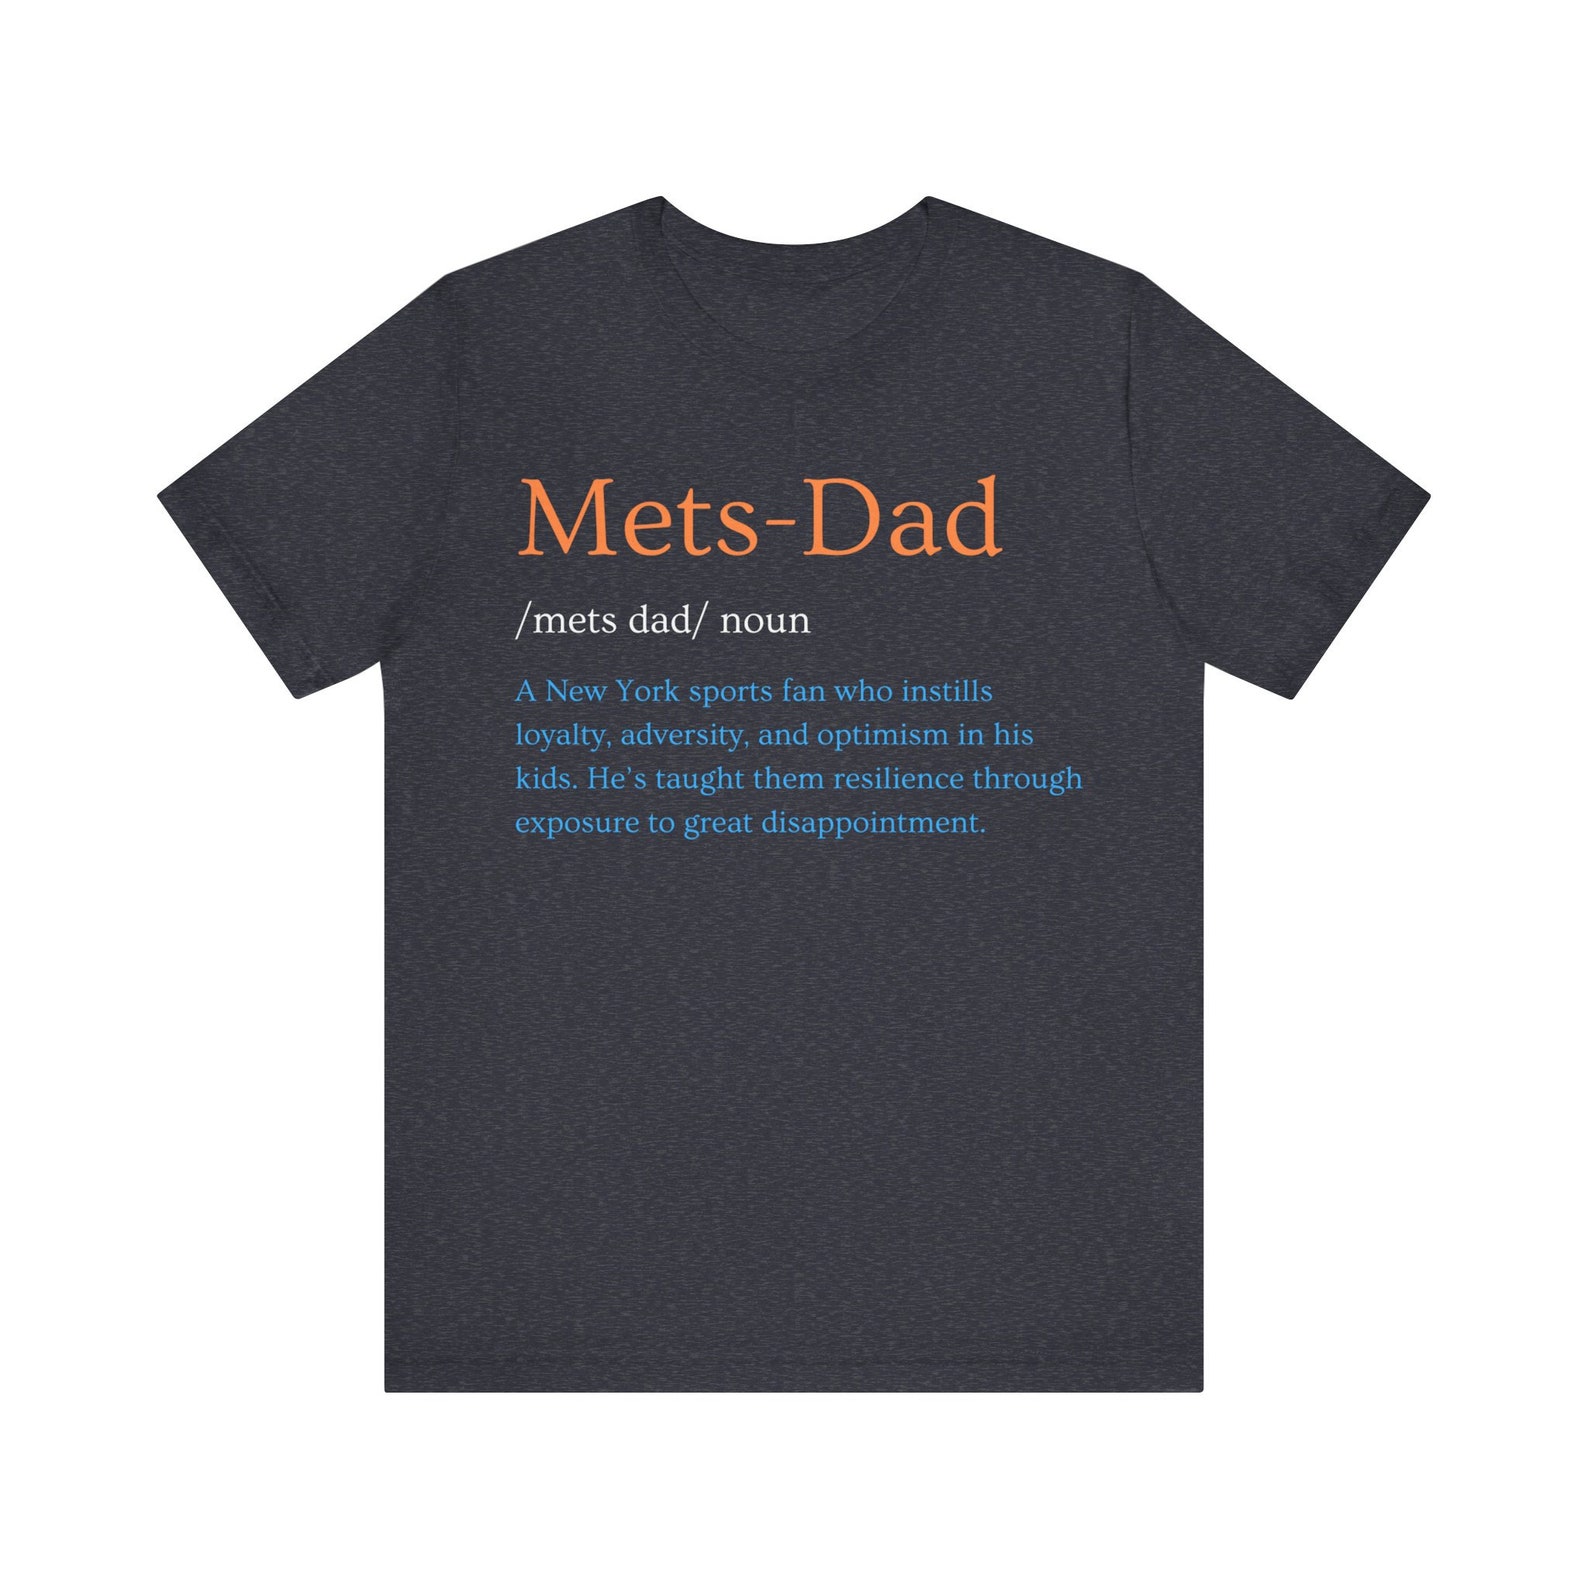 Mets-Dad
/mets dad/ noun
A New York sports fan who instills
loyalty, adversity, and optimism in his
kids. He’s taught them resilience through
exposure to great disappointment.